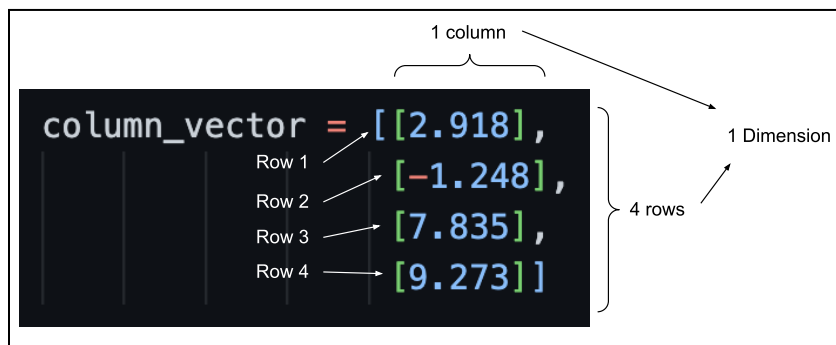 1 column
column_vector = [[2.918],
1 Dimension
Row 1
[−1.248],
Row 2
4 rows
Row 3
[7.835],
Row 4
[9.273]]